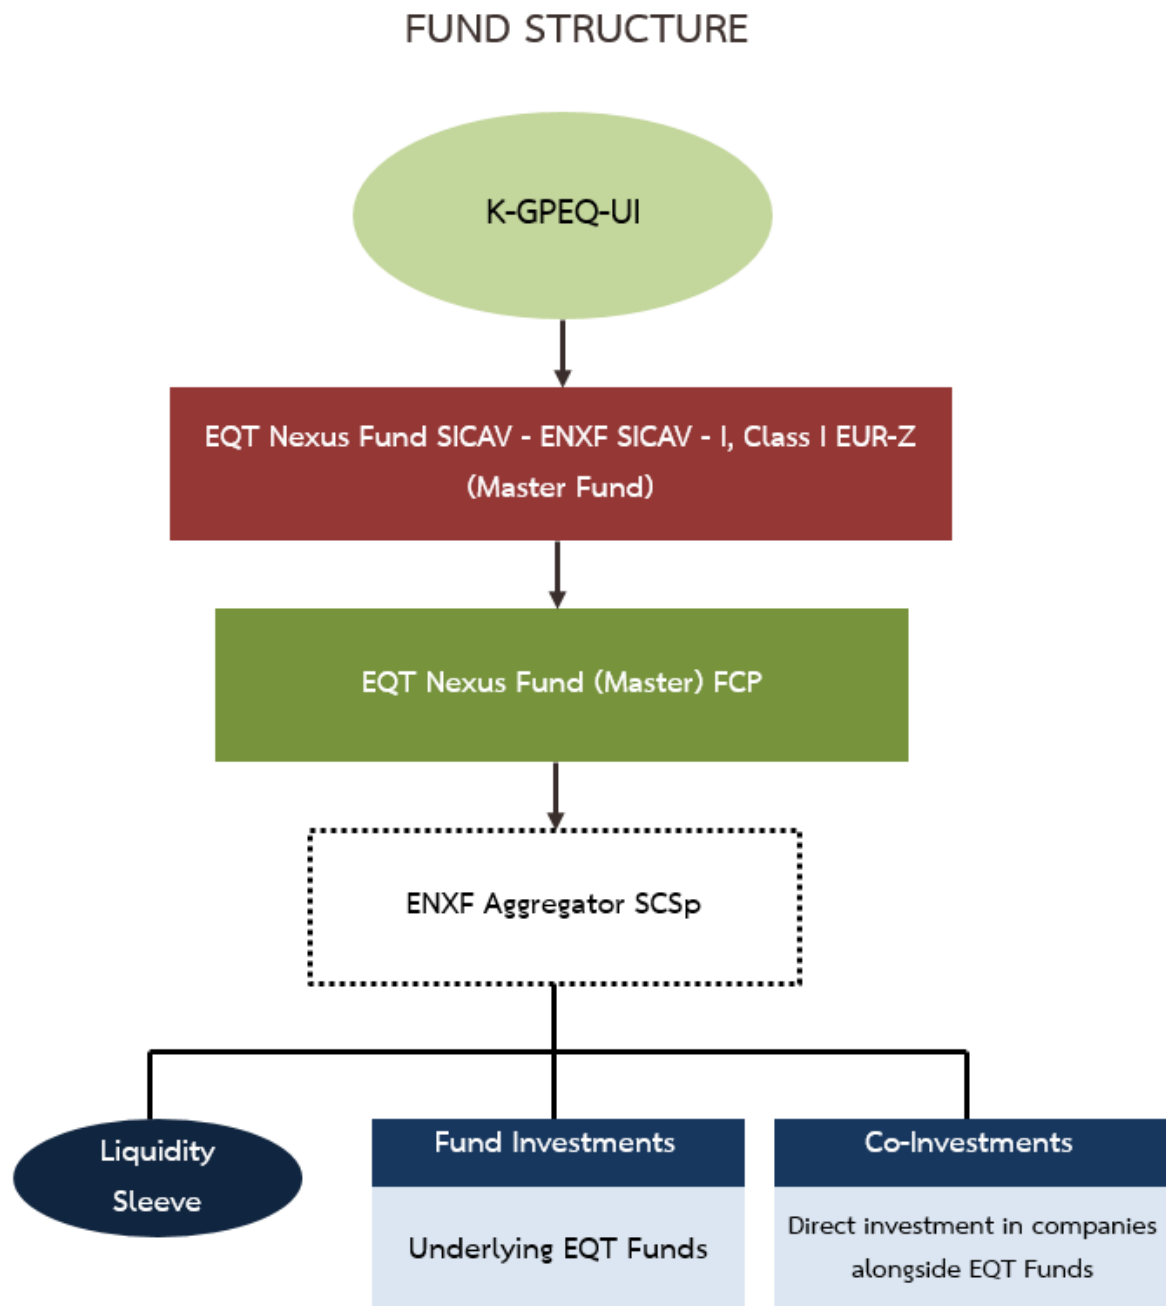 FUND STRUCTURE
K-GPEQ-UI
EQT Nexus Fund SICAV - ENXF SICAV - I, Class I EUR-Z
(Master Fund)
EQT Nexus Fund (Master) FCP
ENXF Aggregator SCSp
Liquidity
Sleeve
Fund Investments
Underlying EQT Funds
Co-Investments
Direct investment in companies
alongside EQT Funds